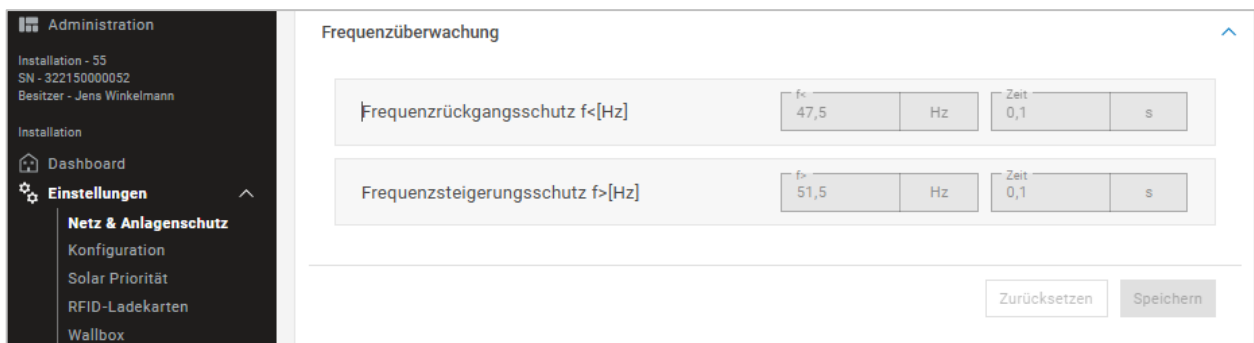 Administration
Installation - 55
SN - 322150000052
Besitzer - Jens Winkelmann
Installation
Dashboard
Einstellungen
Netz & Anlagenschutz
Konfiguration
Solar Priorität
RFID-Ladekarten
Wallbox
Frequenzüberwachung
Frequenzrückgangsschutz f<[Hz]
f<
47,5 Hz
Zeit
0,1 s
Frequenzsteigerungsschutz f>[Hz]
f>
51,5 Hz
Zeit
0,1 s
Zurücksetzen Speichern